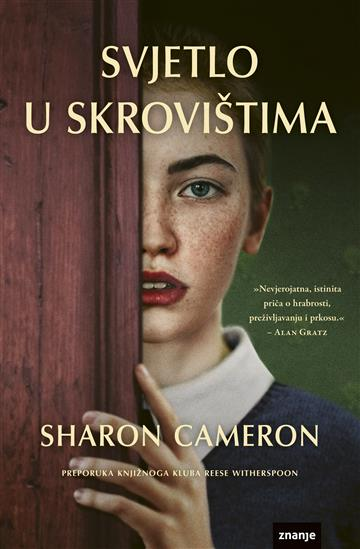 SVJETLO
U SKROVIŠTIMA
»Nevjerojatna, istinita
priča o hrabrosti,
preživljavanju i prkosu.«
– ALAN GRATZ
SHARON CAMERON
PREPORUKA KNJIŽNOGA KLUBA REESE WITHERSPOON
znanje